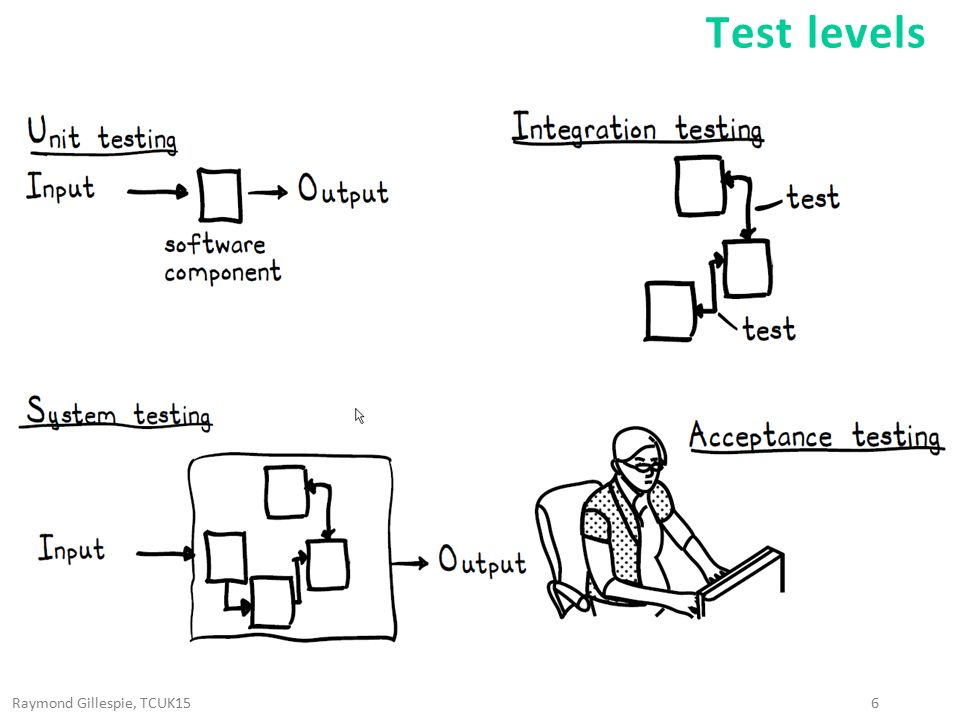 Test levels
Unit testing
Input
Output
software
component
Integration testing
test
test
System testing
Input
Output
Acceptance testing
Raymond Gillespie, TCUK15
6